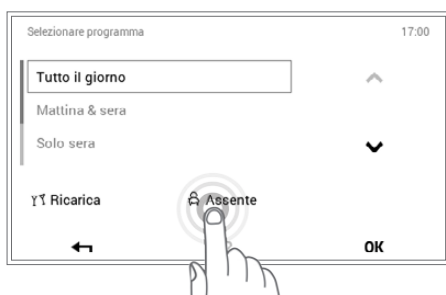 Selezionare programma 17:00
Tutto il giorno
Mattina & sera
Solo sera
Ricarica Assente
OK